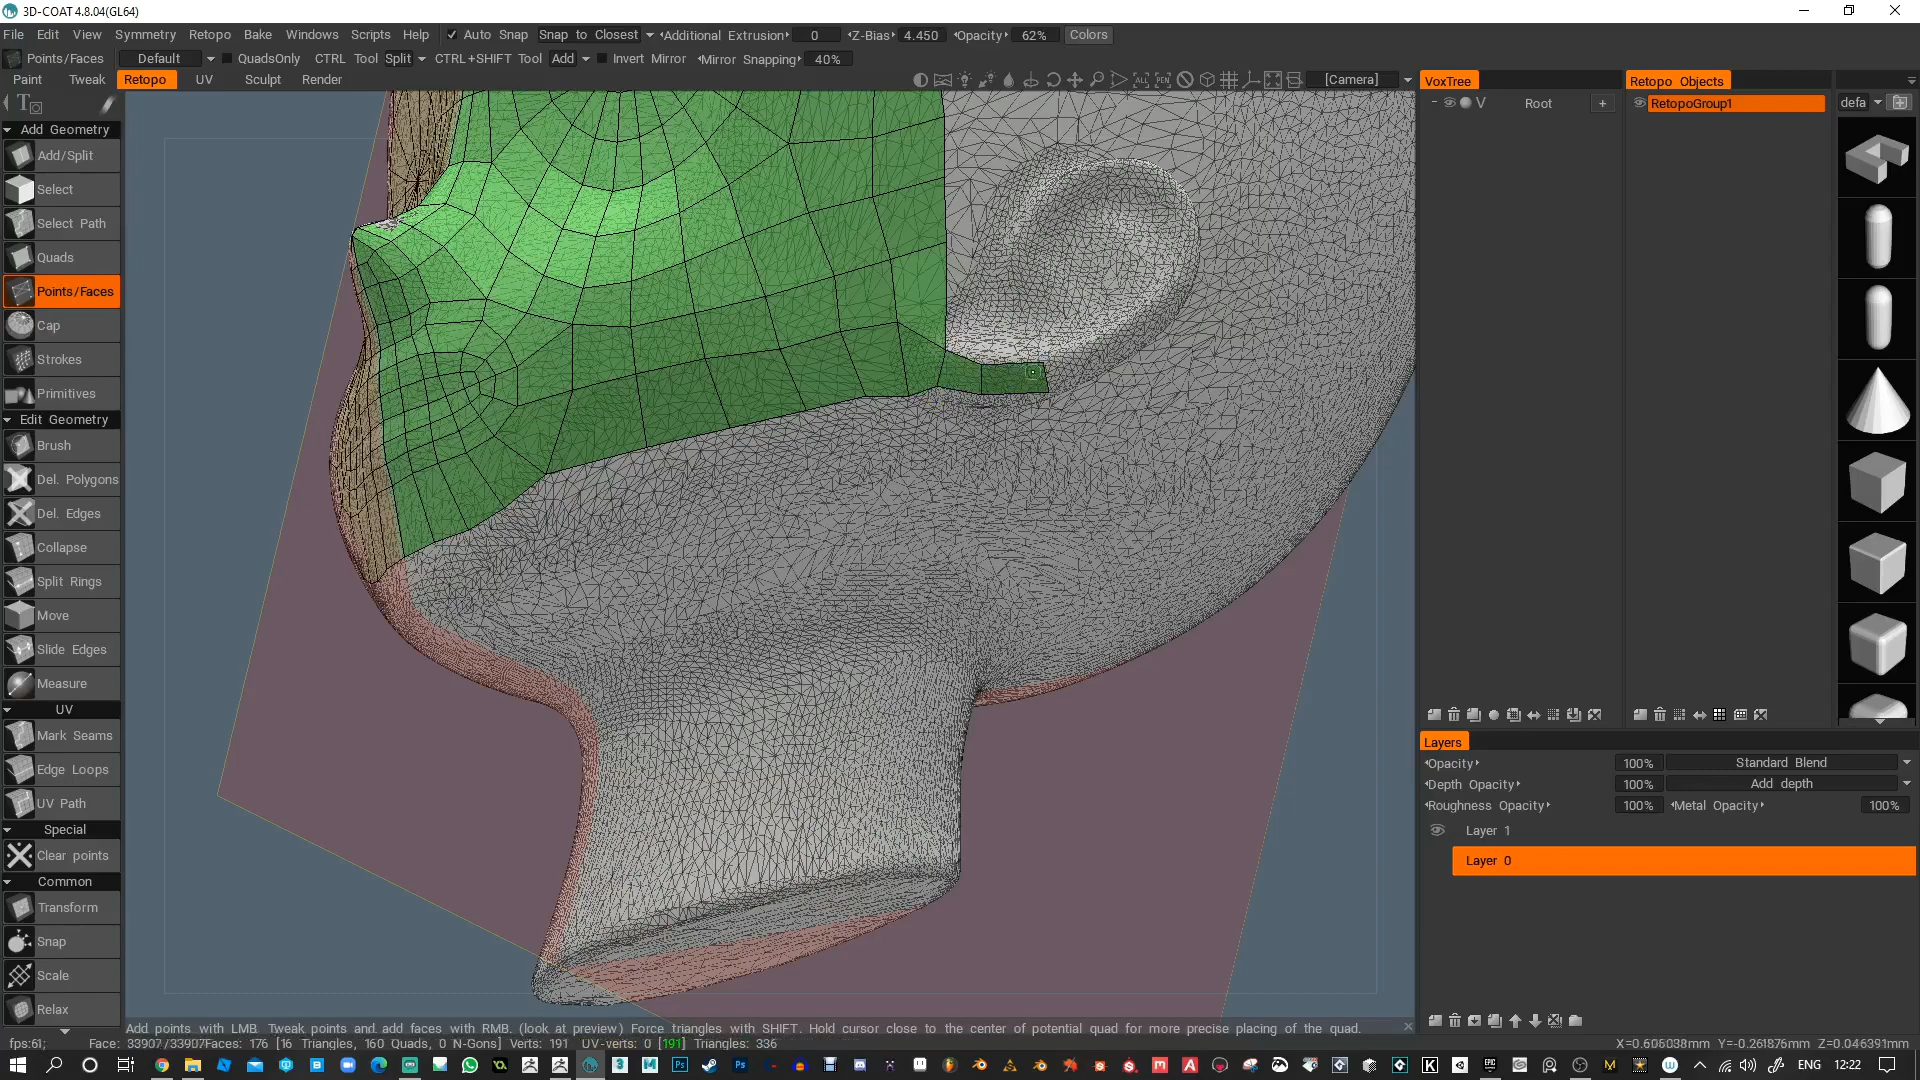 3D-COAT 4.8.04(GL64)
File Edit View Symmetry Retopo Bake Windows Scripts Help Auto Snap Snap to Closest Additional Extrusion 0 Z-Bias 4.450 Opacity 62% Colors
Points/Faces Default QuadsOnly CTRL Tool Split CTRL+SHIFT Tool Add Invert Mirror Mirror Snapping 40%
Paint Tweak Retopo UV Sculpt Render [Camera]
VoxTree
Retopo Objects
V Root +
RetopoGroup1
defa
Add Geometry
Add/Split
Select
Select Path
Quads
Points/Faces
Cap
Strokes
Primitives
Edit Geometry
Brush
Del. Polygons
Del. Edges
Collapse
Split Rings
Move
Slide Edges
Measure
UV
Mark Seams
Edge Loops
UV Path
Special
Clear points
Common
Transform
Snap
Scale
Relax
Layers
Opacity 100% Standard Blend
Depth Opacity 100% Add depth
Roughness Opacity 100% Metal Opacity 100%
Layer 1
Layer 0
Add points with LMB. Tweak points and add faces with RMB. (look at preview) Force triangles with SHIFT. Hold cursor close to the center of potential quad for more precise placing of the quad.
fps:61; Face: 33907/33907Faces: 176 [16 Triangles, 160 Quads, 0 N-Gons] Verts: 191 UV-verts: 0 [191] Triangles: 336 X=0.605038mm Y=-0.261876mm Z=0.046391mm
ENG 12:22